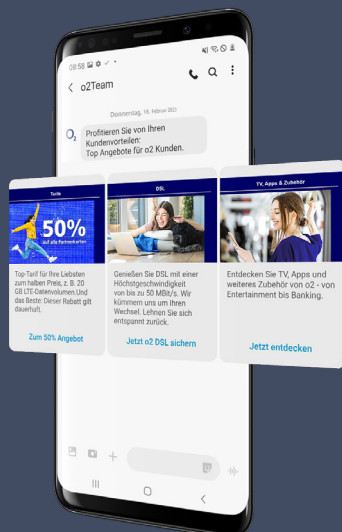 08:58
o2Team
Donnerstag, 18. Februar 2021
O2
Profitieren Sie von Ihren
Kundenvorteilen:
Top Angebote für o2 Kunden.
Tarife
50%
auf alle Partnerkarten
Top-Tarif für Ihre Liebsten
zum halben Preis, z. B. 20
GB LTE-Datenvolumen.Und
das Beste: Dieser Rabatt gilt
dauerhaft.
Zum 50% Angebot
DSL
Genießen Sie DSL mit einer
Höchstgeschwindigkeit
von bis zu 50 MBit/s. Wir
kümmern uns um Ihren
Wechsel. Lehnen Sie sich
entspannt zurück.
Jetzt o2 DSL sichern
TV, Apps & Zubehör
Entdecken Sie TV, Apps und
weiteres Zubehör von o2 - von
Entertainment bis Banking.
Jetzt entdecken